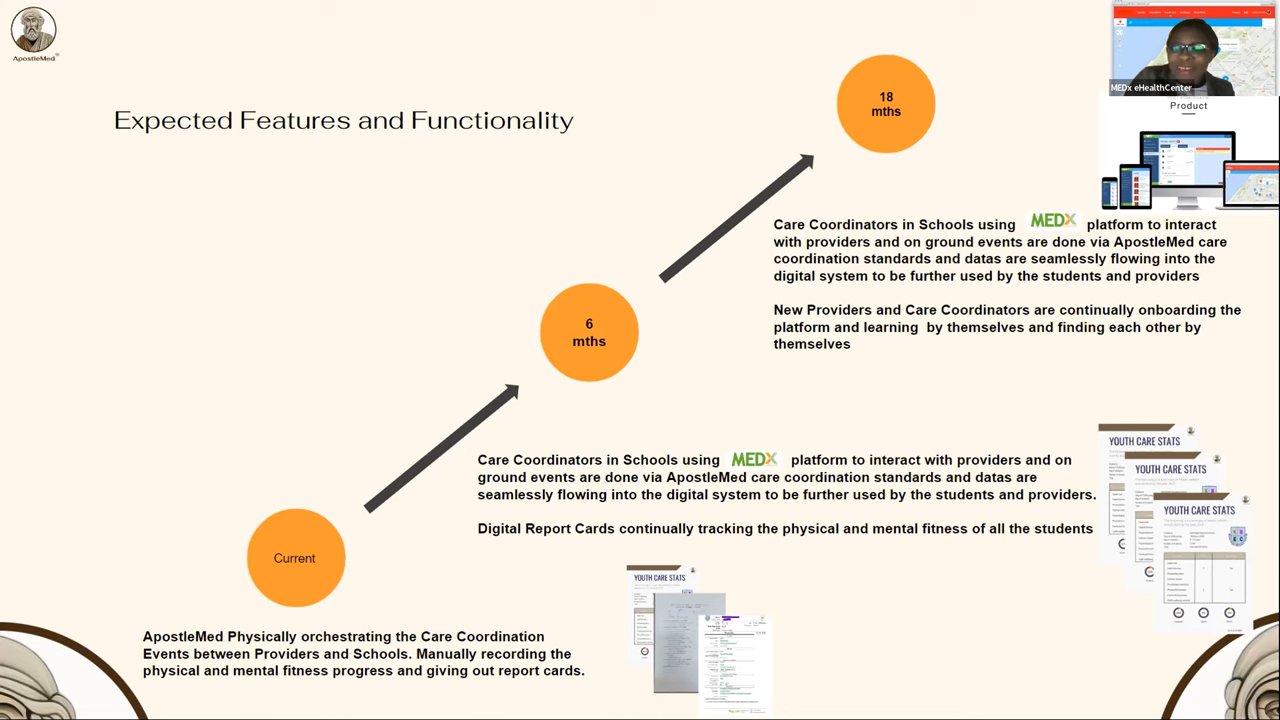 ApostleMed
Expected Features and Functionality
18
mths
MEDx eHealthCenter
Product
Care Coordinators in Schools using MEDX platform to interact
with providers and on ground events are done via ApostleMed care
coordination standards and datas are seamlessly flowing into the
digital system to be further used by the students and providers
New Providers and Care Coordinators are continually onboarding the
platform and learning by themselves and finding each other by
themselves
6
mths
Care Coordinators in Schools using MEDX platform to interact with providers and on
ground events are done via ApostleMed care coordination standards and datas are
seamlessly flowing into the digital system to be further used by the students and providers.
Digital Report Cards continually tracking the physical and mental fitness of all the students
YOUTH CARE STATS
YOUTH CARE STATS
YOUTH CARE STATS
Current
ApostleMed Physically orchestrating the Care Coordination
Event between Providers and Schools Manually recording the
physical and mental illness progress and giving out report cards.
YOUTH CARE STATS